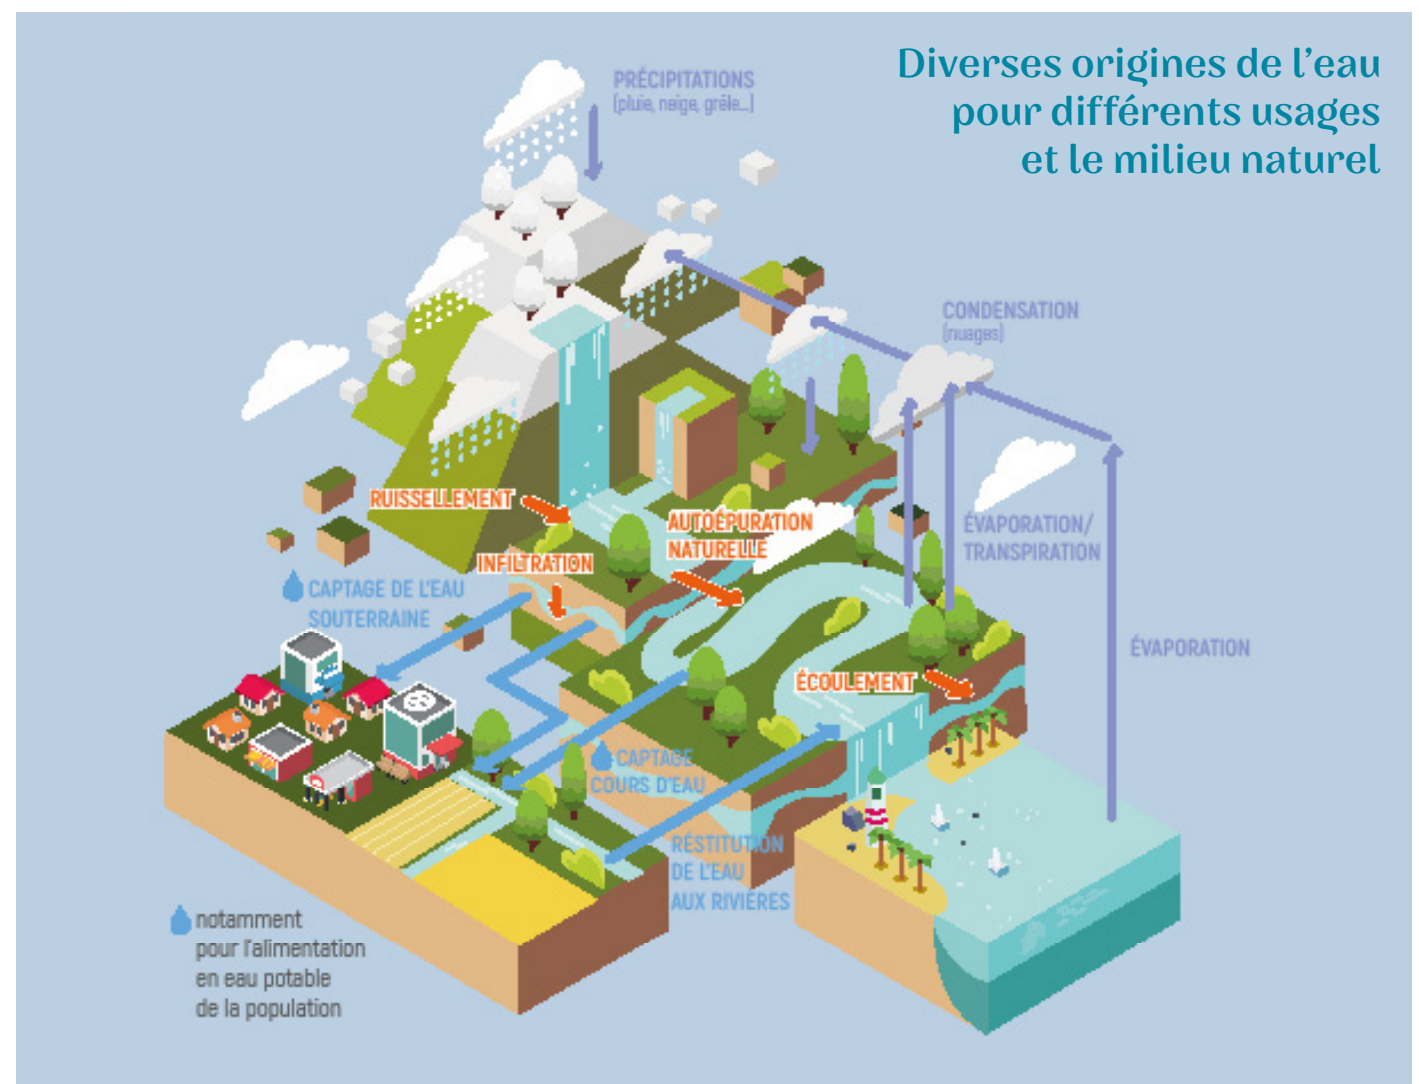 Diverses origines de l'eau
pour différents usages
et le milieu naturel
PRÉCIPITATIONS
(pluie, neige, grêle...)
CONDENSATION
(nuages)
RUISSELLEMENT
AUTOÉPURATION
NATURELLE
ÉVAPORATION/
TRANSPIRATION
INFILTRATION
CAPTAGE DE L'EAU
SOUTERRAINE
ÉVAPORATION
ÉCOULEMENT
CAPTAGE
COURS D'EAU
RÉSTITUTION
DE L'EAU
AUX RIVIÈRES
notamment
pour l'alimentation
en eau potable
de la population